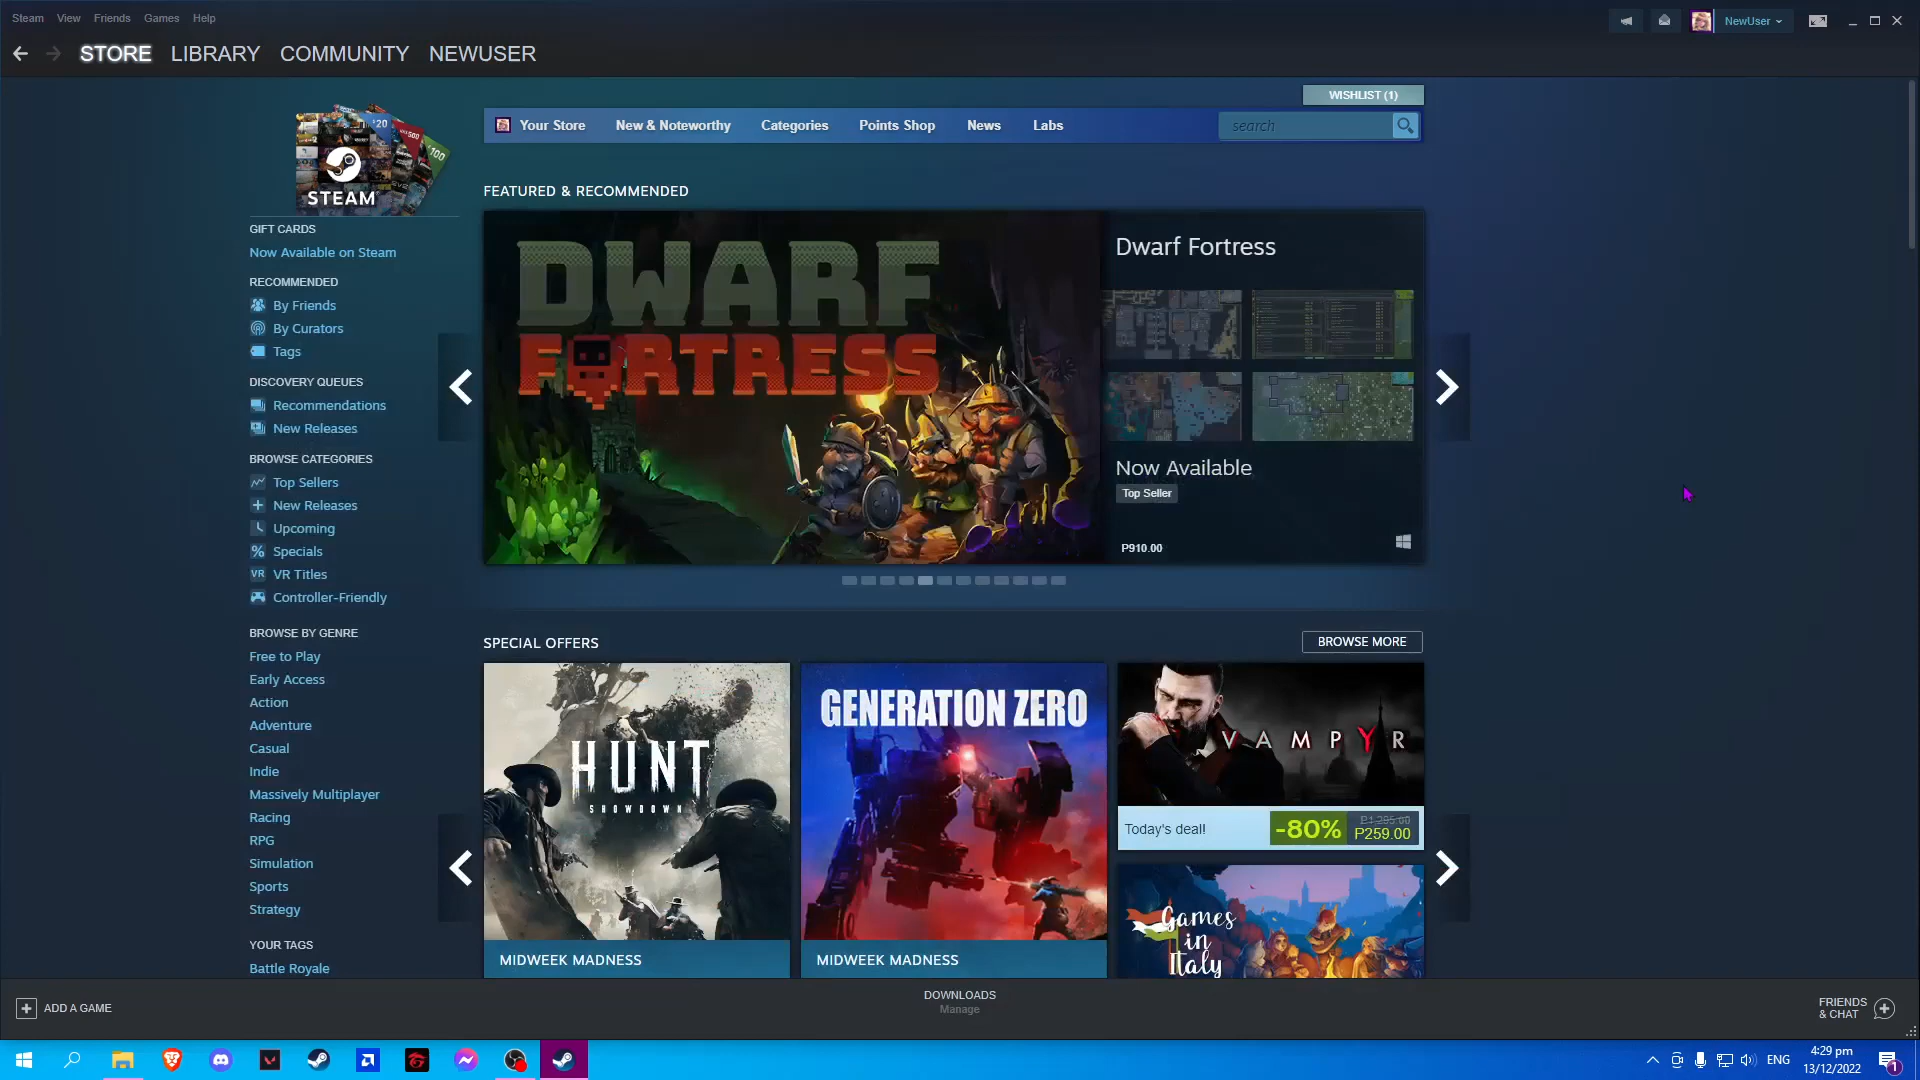 Steam View Friends Games Help
NewUser
STORE LIBRARY COMMUNITY NEWUSER
WISHLIST (1)
Your Store New & Noteworthy Categories Points Shop News Labs
search
STEAM
GIFT CARDS
Now Available on Steam
RECOMMENDED
By Friends
By Curators
Tags
DISCOVERY QUEUES
Recommendations
New Releases
BROWSE CATEGORIES
Top Sellers
New Releases
Upcoming
Specials
VR VR Titles
Controller-Friendly
BROWSE BY GENRE
Free to Play
Early Access
Action
Adventure
Casual
Indie
Massively Multiplayer
Racing
RPG
Simulation
Sports
Strategy
YOUR TAGS
Battle Royale
FEATURED & RECOMMENDED
DWARF
FORTRESS
Dwarf Fortress
Now Available
Top Seller
P910.00
SPECIAL OFFERS
BROWSE MORE
HUNT
SHOWDOWN
MIDWEEK MADNESS
GENERATION ZERO
MIDWEEK MADNESS
VAMPYR
Today's deal!
-80%
P1,295.00
P259.00
Games
in
Italy
ADD A GAME
DOWNLOADS
Manage
FRIENDS
& CHAT
ENG
4:29 pm
13/12/2022
1